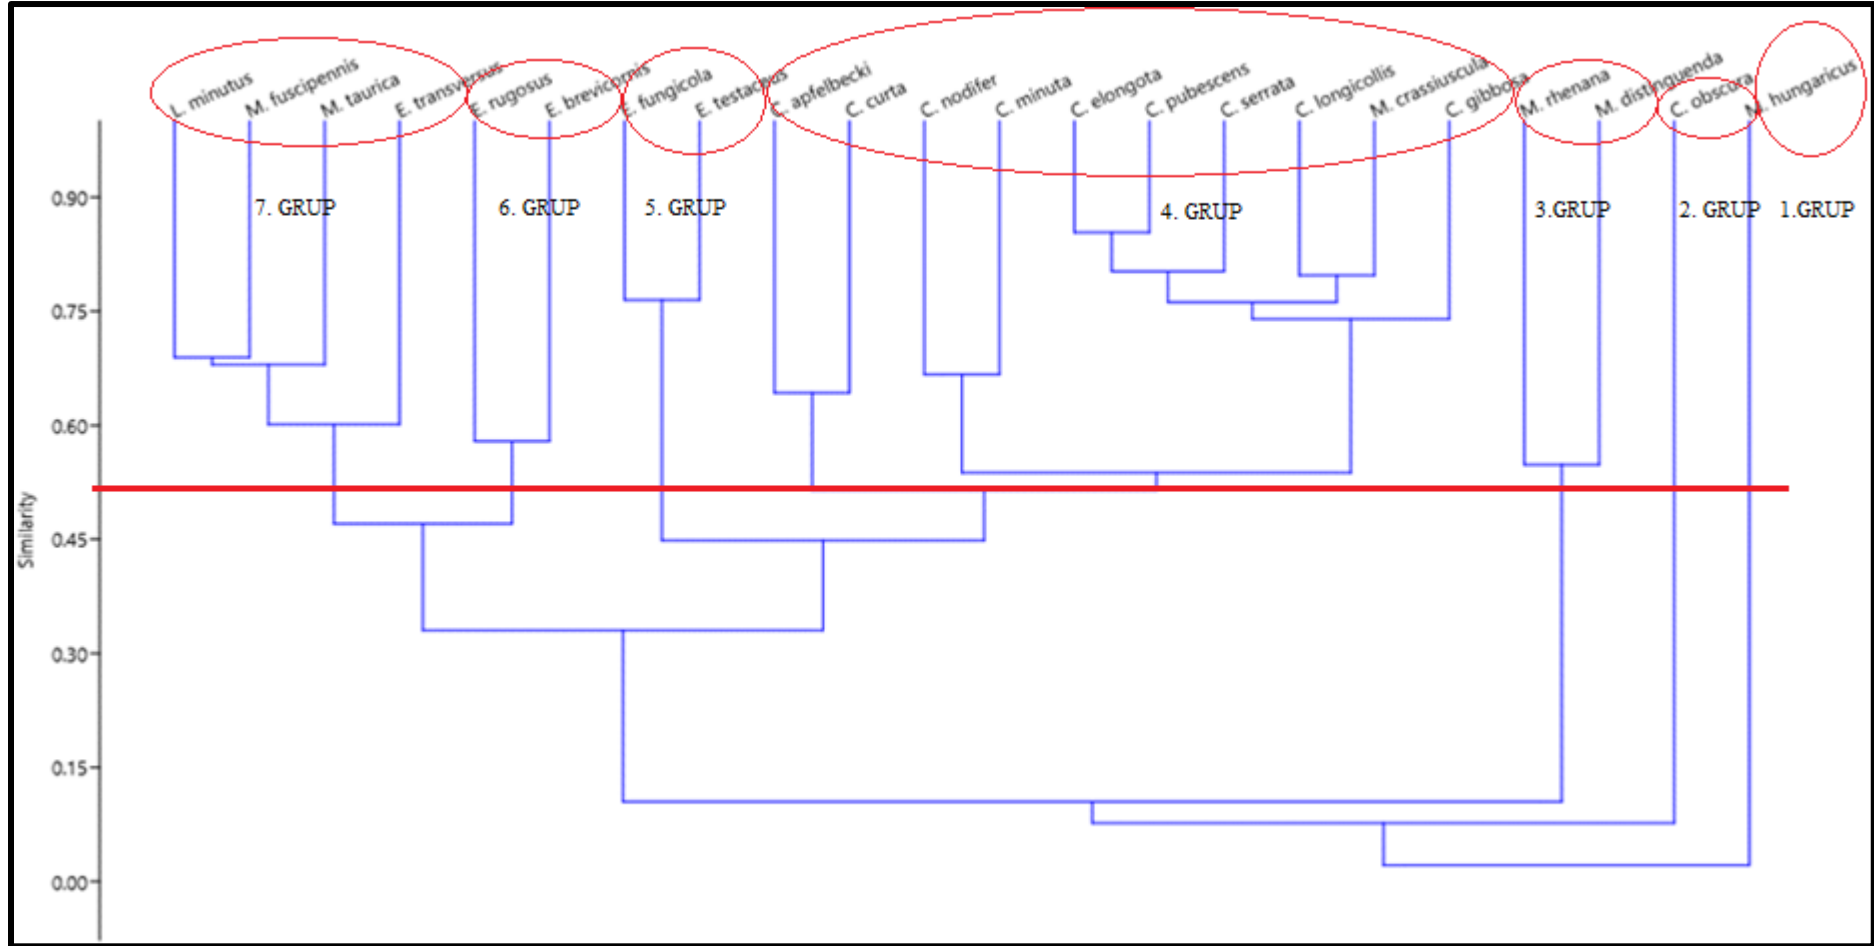 L. minutus
M. fuscipennis
M. taurica
E. transversus
E. rugosus
E. brevicornis
E. fungicola
E. testaceus
C. apfelbecki
C. curta
C. nodifer
C. minuta
C. elongota
C. pubescens
C. serrata
C. longicollis
M. crassiuscula
C. gibbosa
M. rhenana
M. distinguenda
C. obscura
M. hungaricus
7. GRUP
6. GRUP
5. GRUP
4. GRUP
3.GRUP
2. GRUP
1.GRUP
0.90
0.75
0.60
0.45
0.30
0.15
0.00
Similarity